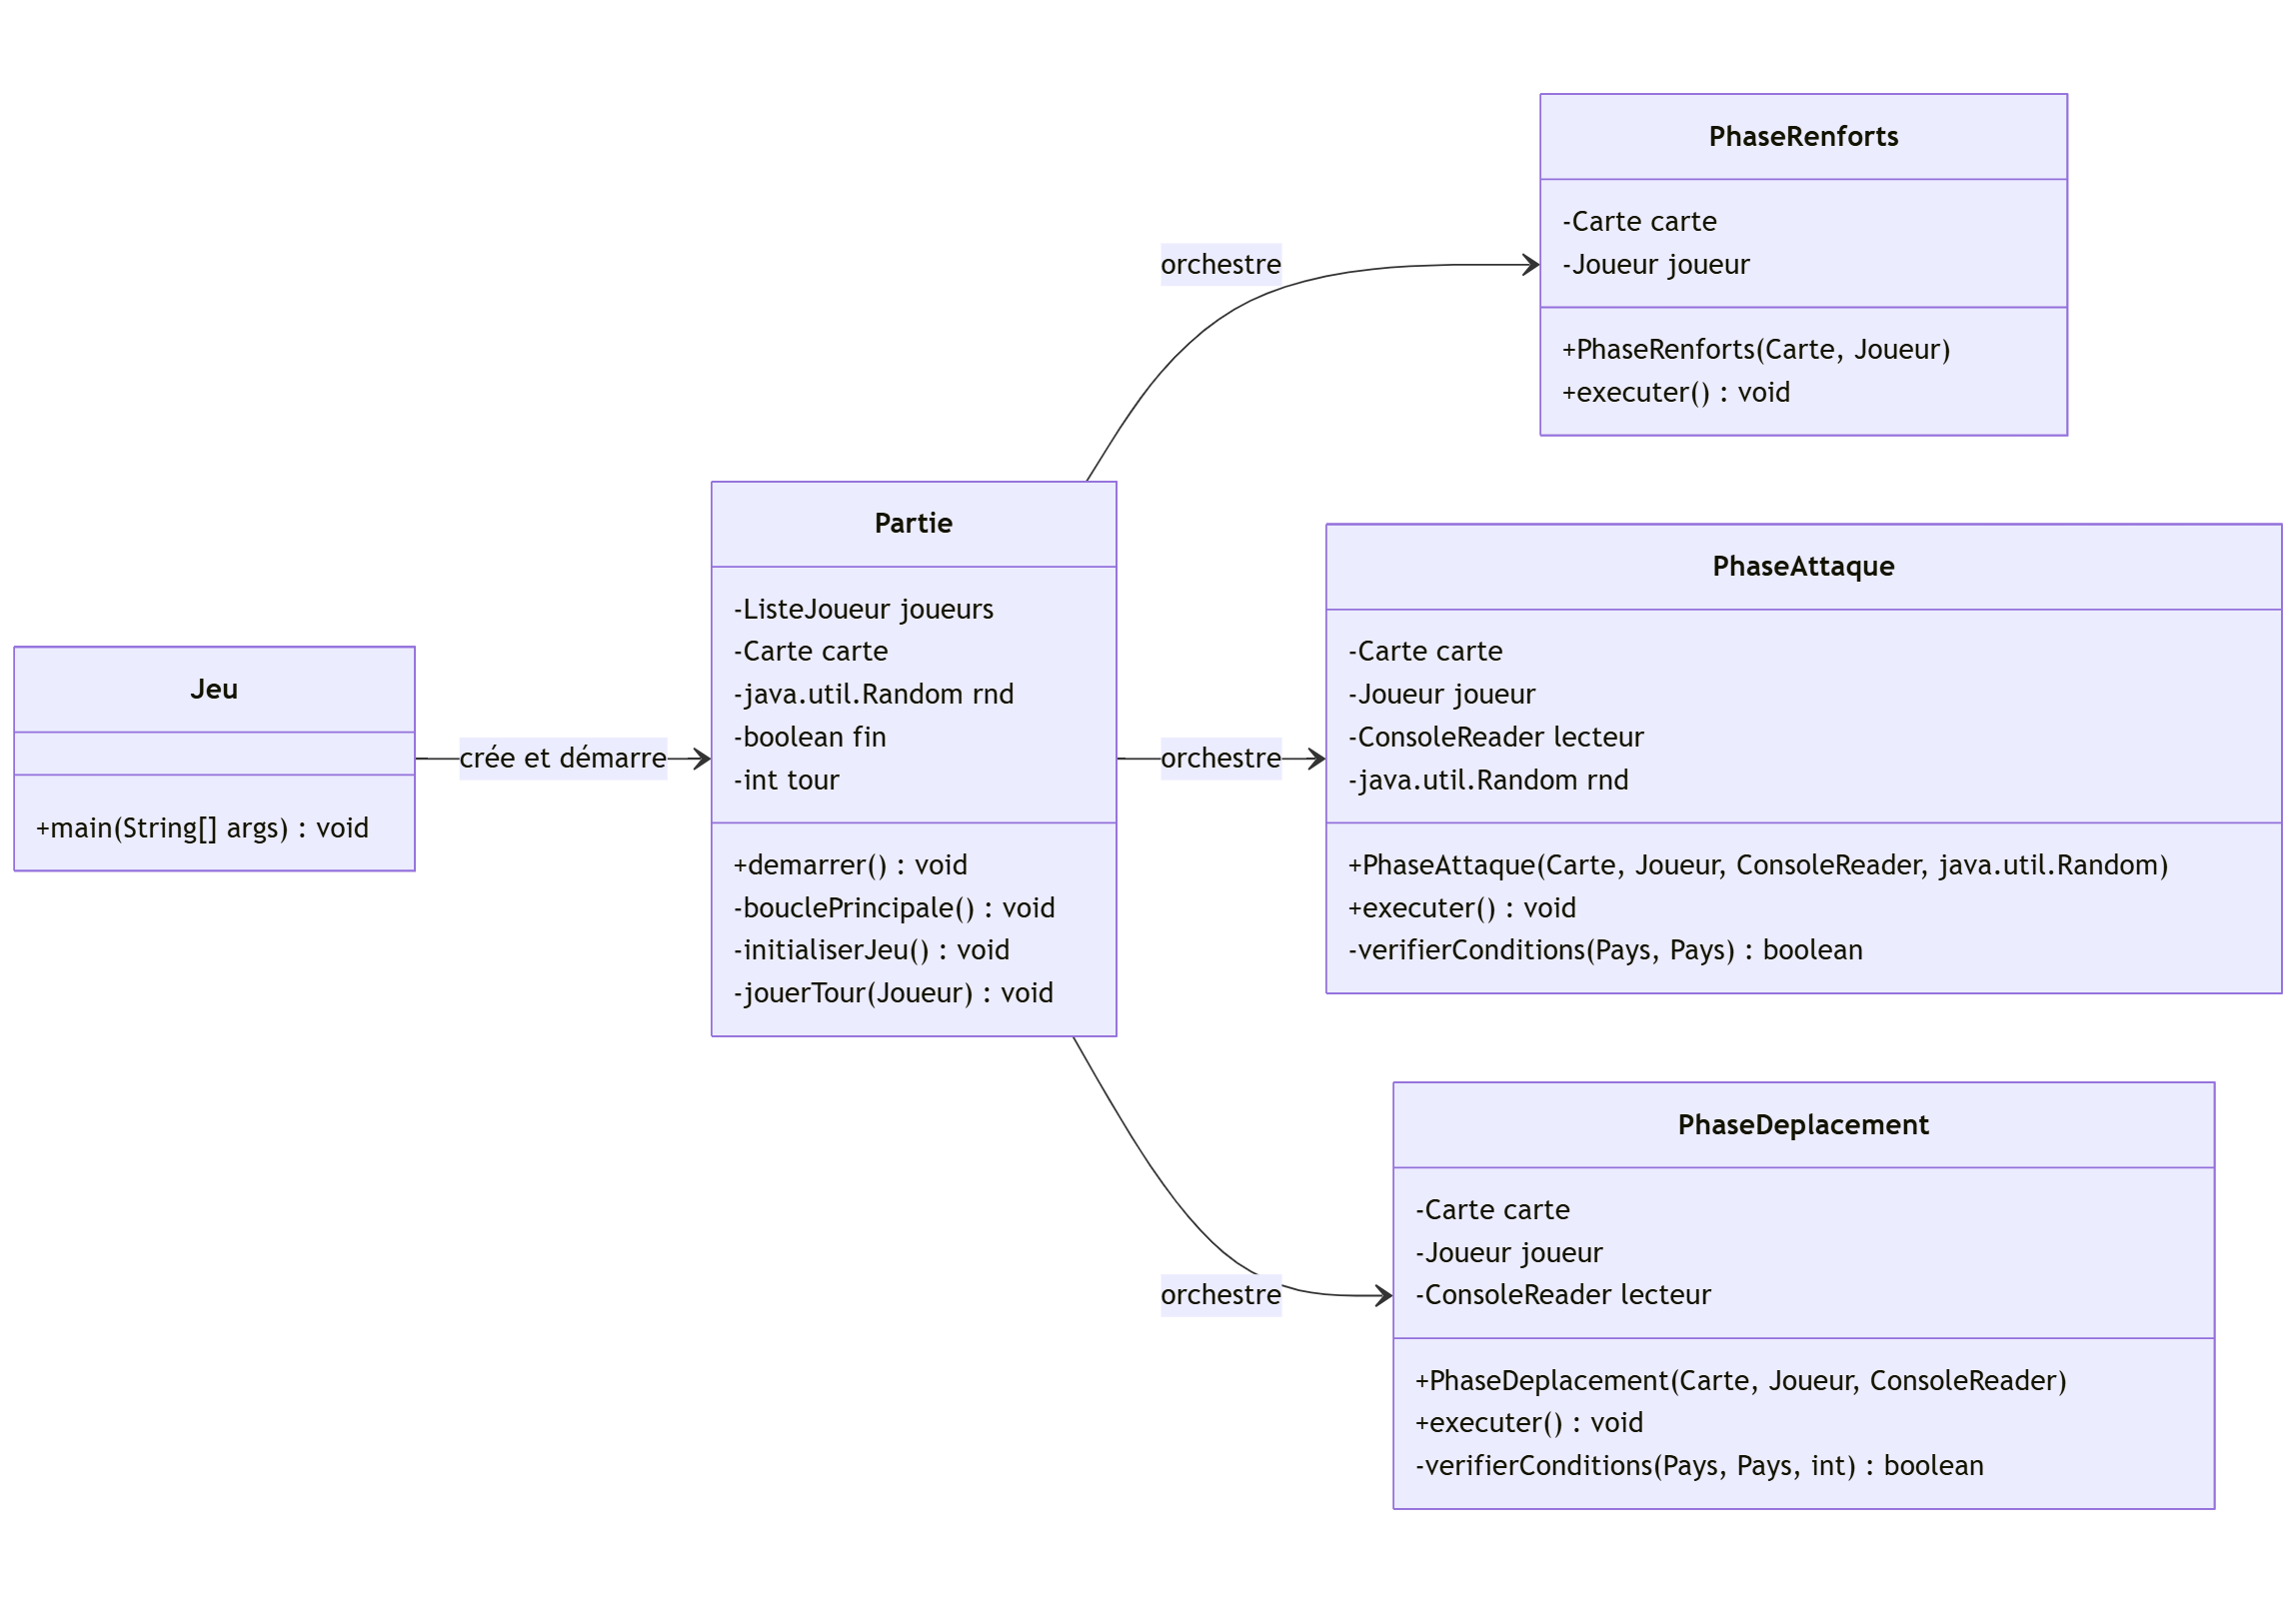 Jeu
+main(String[] args) : void
crée et démarre
Partie
-ListeJoueur joueurs
-Carte carte
-java.util.Random rnd
-boolean fin
-int tour
+demarrer() : void
-bouclePrincipale() : void
-initialiserJeu() : void
-jouerTour(Joueur) : void
orchestre
PhaseRenforts
-Carte carte
-Joueur joueur
+PhaseRenforts(Carte, Joueur)
+executer() : void
orchestre
PhaseAttaque
-Carte carte
-Joueur joueur
-ConsoleReader lecteur
-java.util.Random rnd
+PhaseAttaque(Carte, Joueur, ConsoleReader, java.util.Random)
+executer() : void
-verifierConditions(Pays, Pays) : boolean
orchestre
PhaseDeplacement
-Carte carte
-Joueur joueur
-ConsoleReader lecteur
+PhaseDeplacement(Carte, Joueur, ConsoleReader)
+executer() : void
-verifierConditions(Pays, Pays, int) : boolean